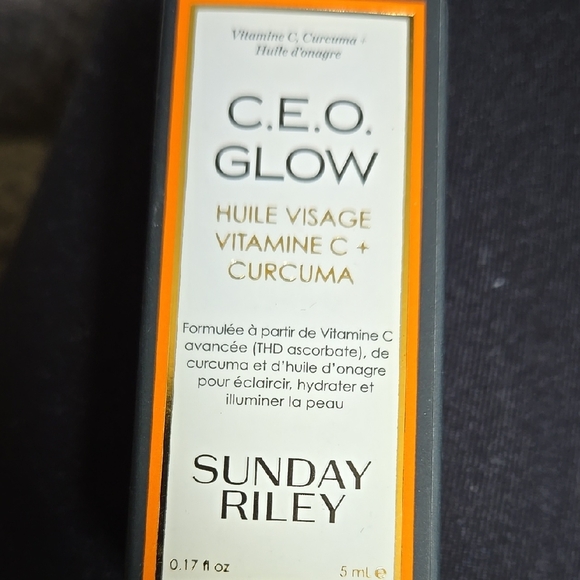 Vitamine C, Curcuma +
Huile d'onagre
C.E.O.
GLOW
HUILE VISAGE
VITAMINE C +
CURCUMA
Formulée à partir de Vitamine C
avancée (THD ascorbate), de
curcuma et d'huile d'onagre
pour éclaircir, hydrater et
illuminer la peau
SUNDAY
RILEY
0.17 fl oz 5 mL ℮